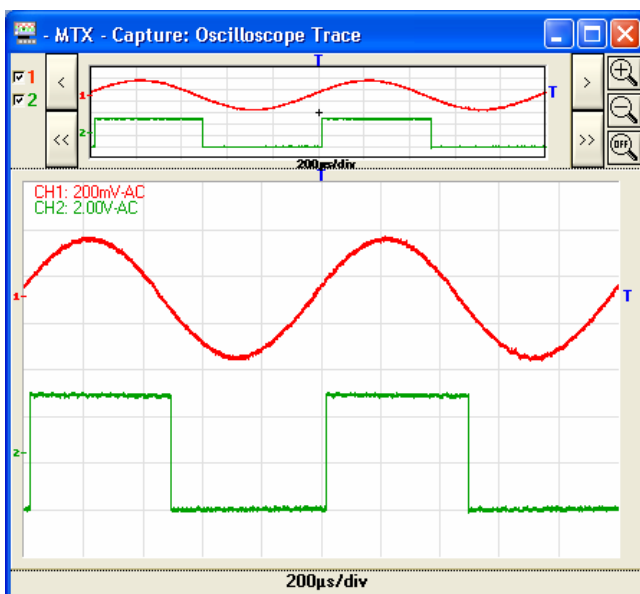 - MTX - Capture: Oscilloscope Trace
T
1
2
<
>
<<
>>
1
2
T
200µs/div
OFF
T
CH1: 200mV-AC
CH2: 2.00V-AC
1
T
2
200µs/div